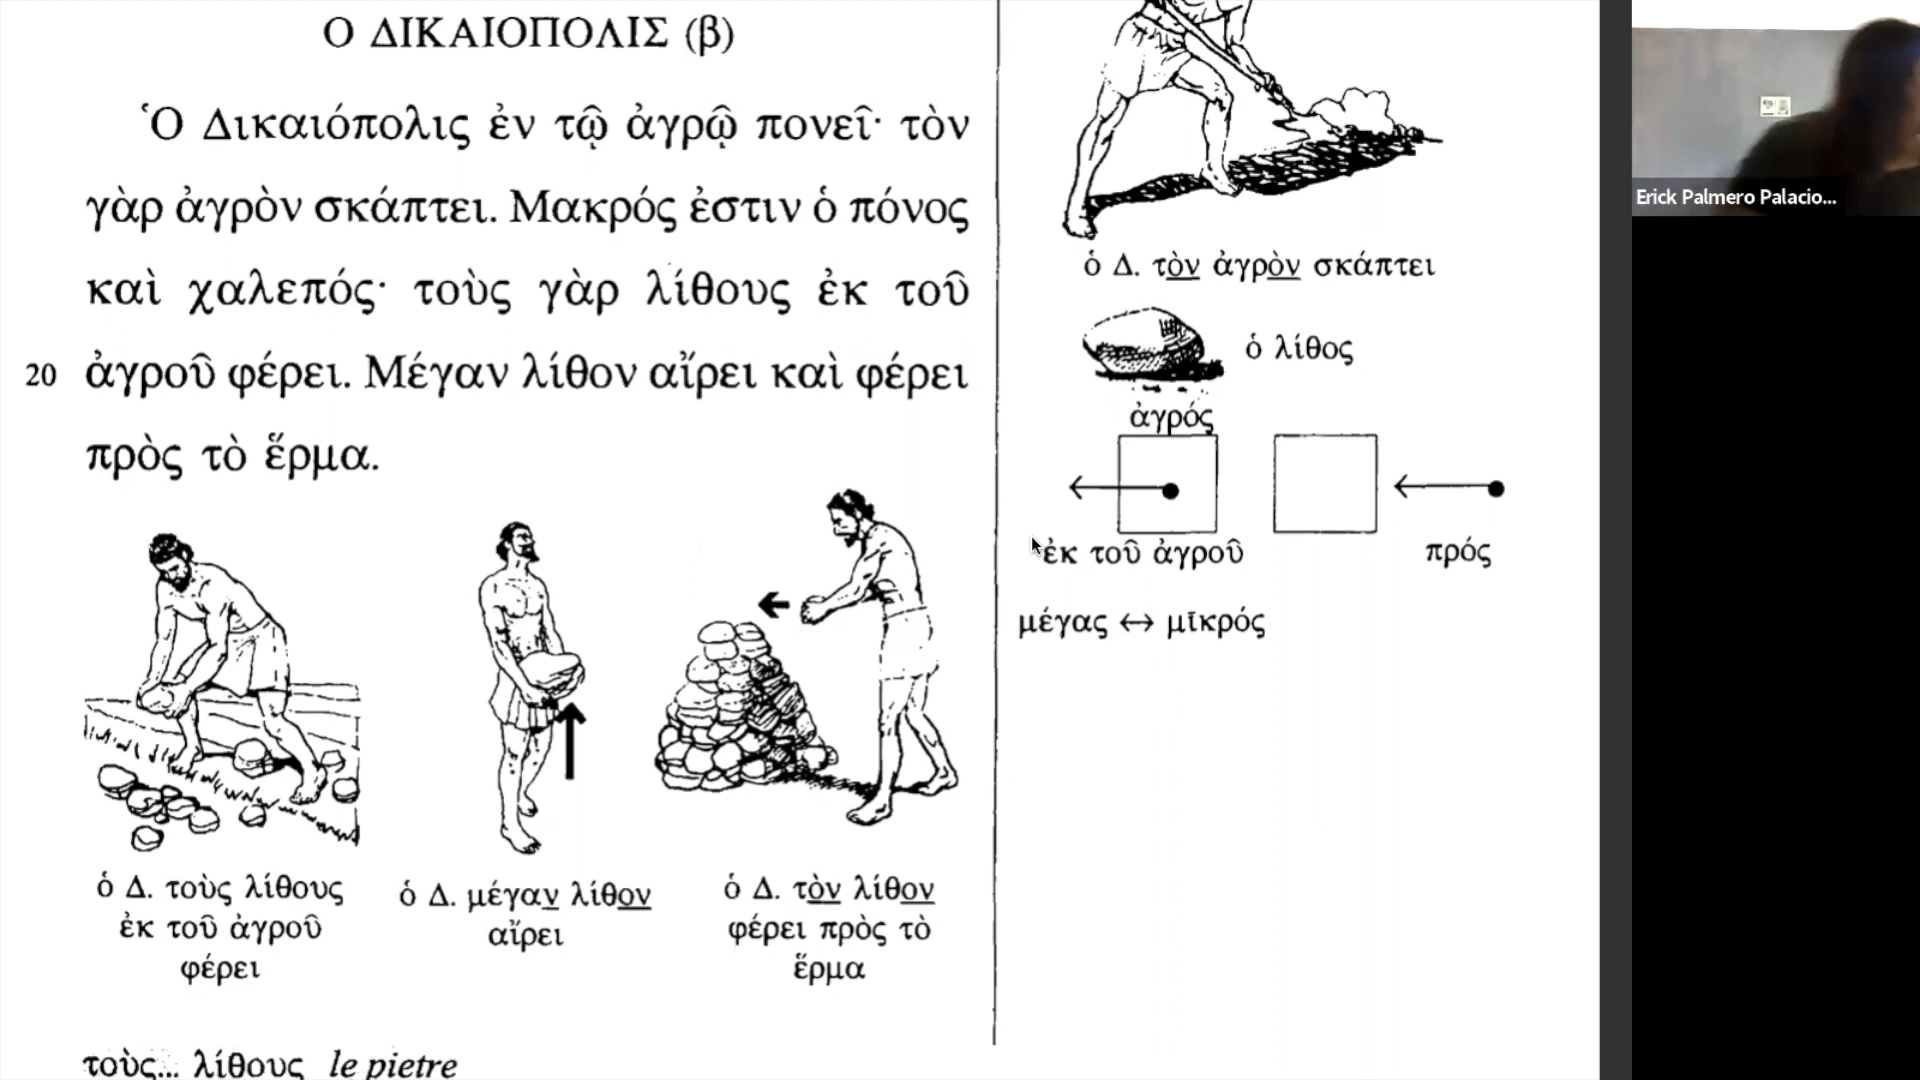 Ο ΔΙΚΑΙΟΠΟΛΙΣ (β)
Ὁ Δικαιόπολις ἐν τῷ ἀγρῷ πονεῖ· τὸν
γὰρ ἀγρὸν σκάπτει. Μακρός ἐστιν ὁ πόνος
καὶ χαλεπός· τοὺς γὰρ λίθους ἐκ τοῦ
20 ἀγροῦ φέρει. Μέγαν λίθον αἴρει καὶ φέρει
πρὸς τὸ ἕρμα.
ὁ Δ. τοὺς λίθους
ἐκ τοῦ ἀγροῦ
φέρει
ὁ Δ. μέγαν λίθον
αἴρει
ὁ Δ. τὸν λίθον
φέρει πρὸς τὸ
ἕρμα
τοὺς... λίθους le pietre
ὁ Δ. τὸν ἀγρὸν σκάπτει
ὁ λίθος
ἀγρός
ἐκ τοῦ ἀγροῦ
πρός
μέγας ↔ μῑκρός
Erick Palmero Palacio...